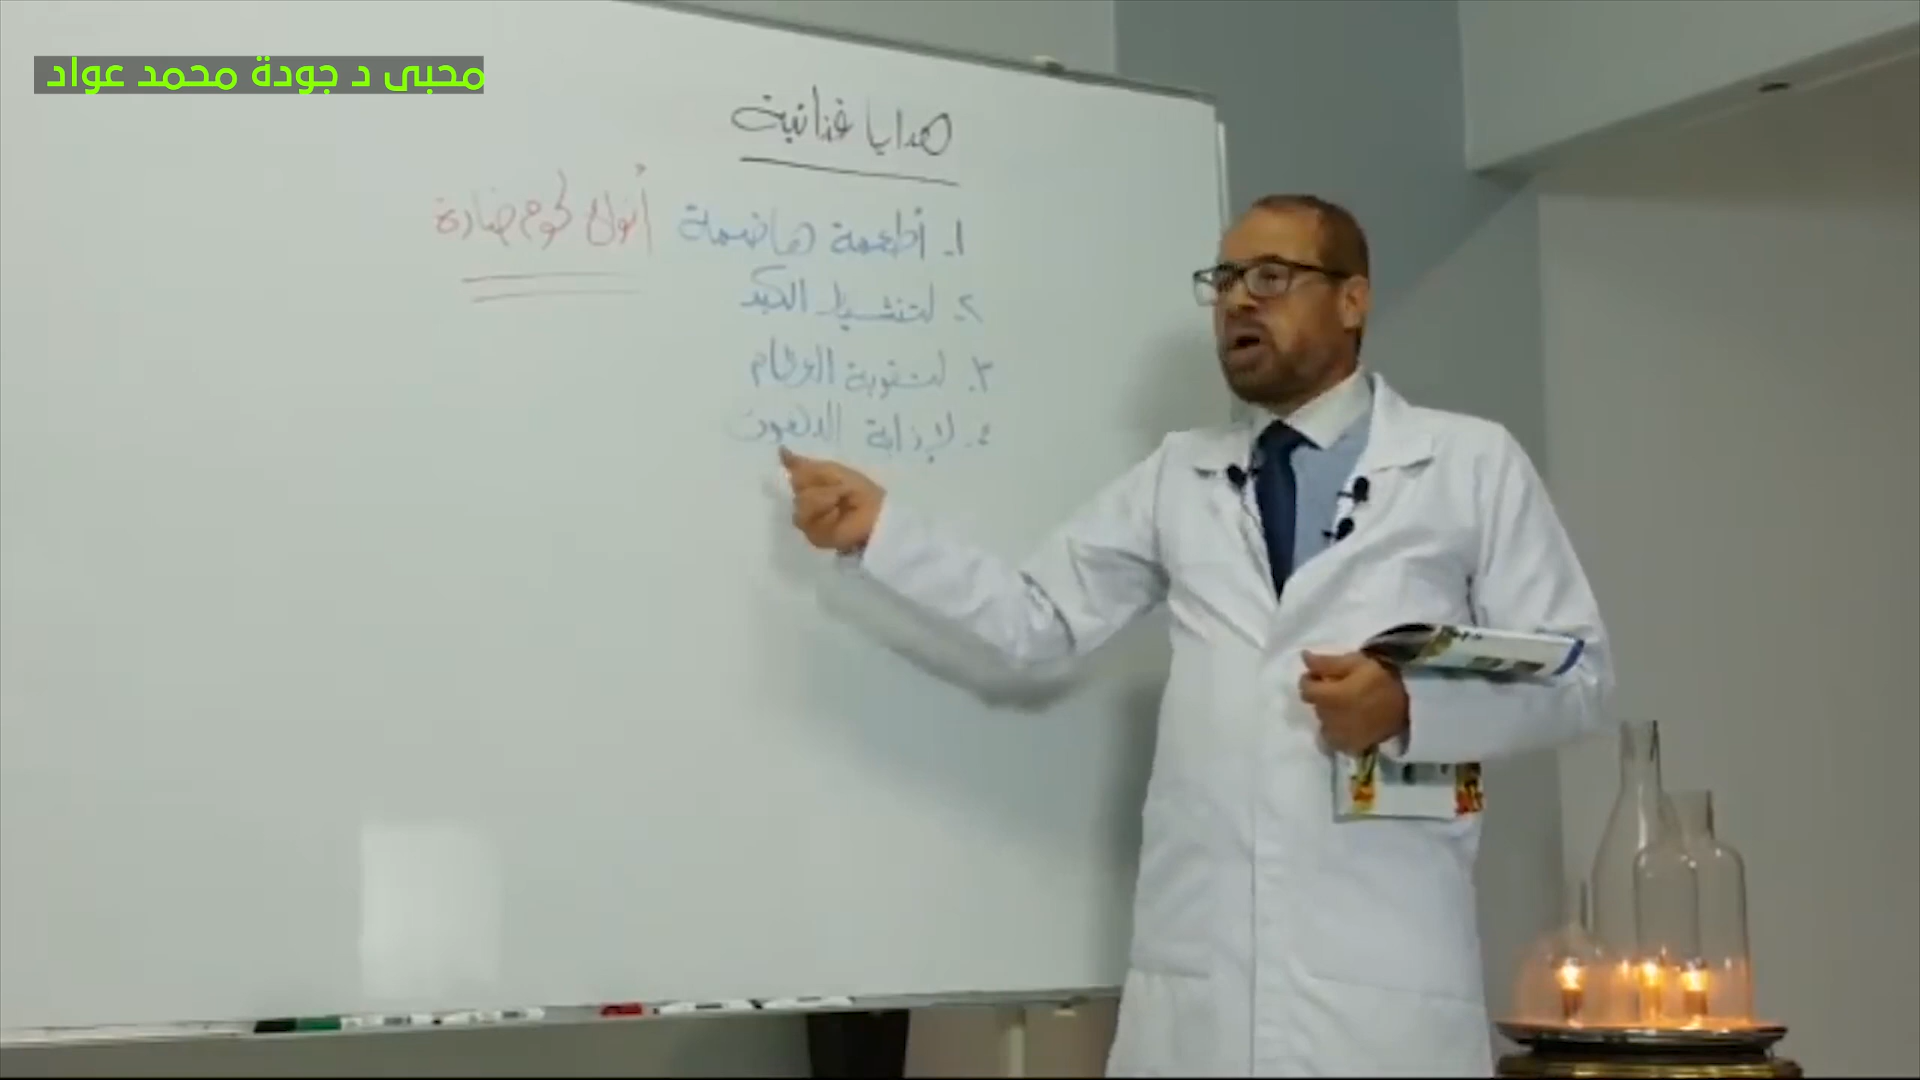 محبى د جودة محمد عواد
هدايا غذائية
١. أطعمة هاضمة أنواع لحوم ضارة
٢. لتنشيط الكبد
٣. لتقوية العظام
٤. لإذابة الدهون